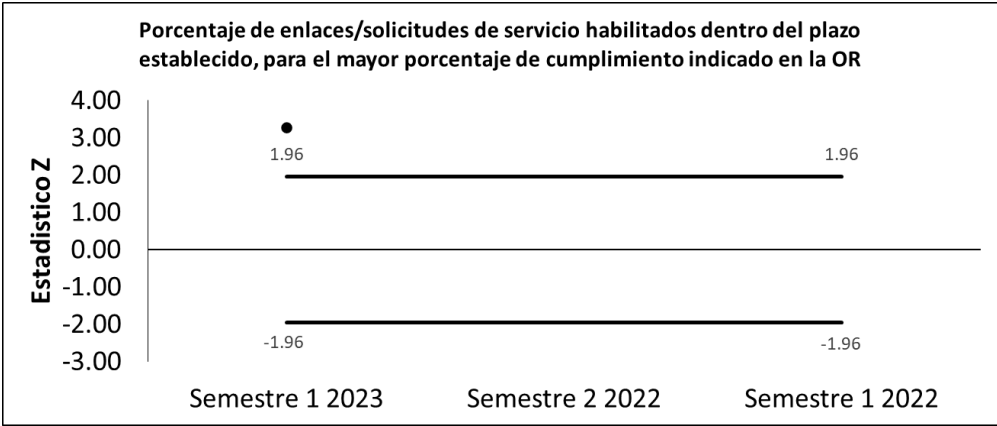 Porcentaje de enlaces/solicitudes de servicio habilitados dentro del plazo
establecido, para el mayor porcentaje de cumplimiento indicado en la OR
Estadistico Z
4.00
3.00
2.00
1.00
0.00
-1.00
-2.00
-3.00
1.96
1.96
-1.96
-1.96
Semestre 1 2023
Semestre 2 2022
Semestre 1 2022